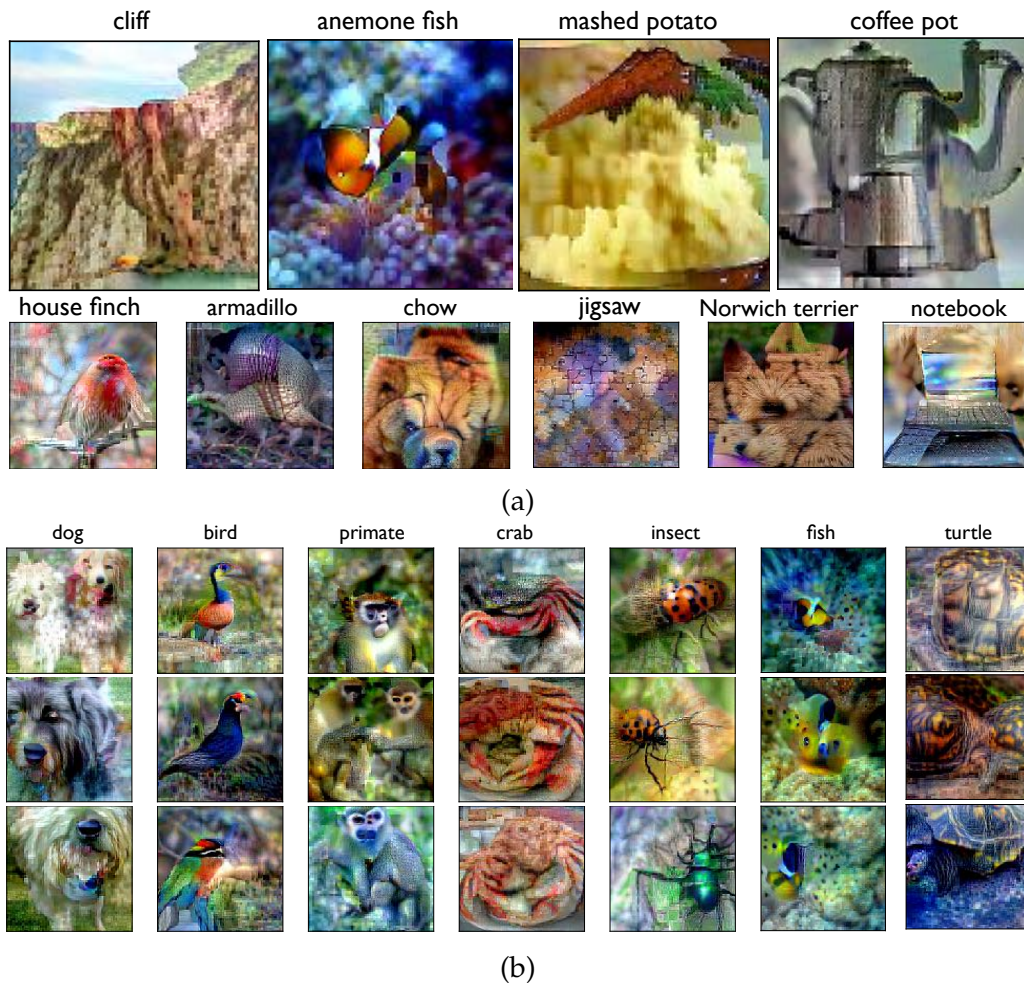 cliff anemone fish mashed potato coffee pot
house finch armadillo chow jigsaw Norwich terrier notebook
(a)
dog bird primate crab insect fish turtle
(b)